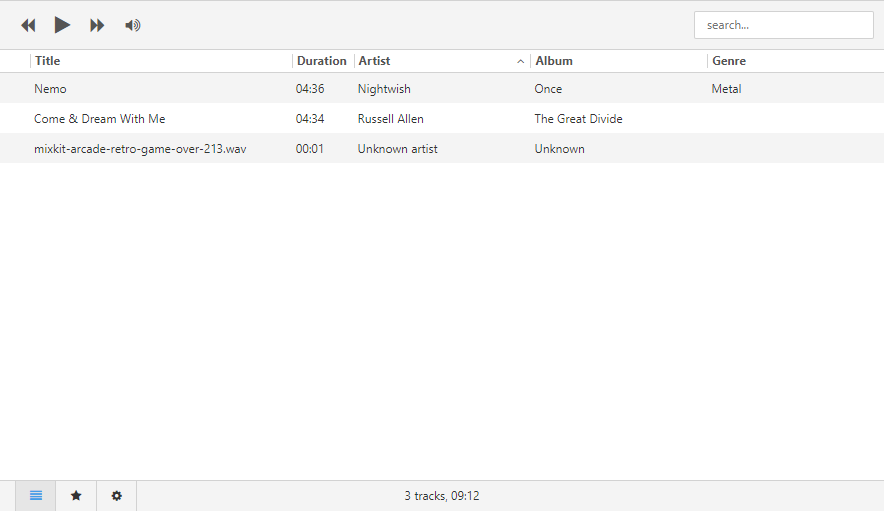 search...
Title Duration Artist Album Genre
Nemo 04:36 Nightwish Once Metal
Come & Dream With Me 04:34 Russell Allen The Great Divide
mixkit-arcade-retro-game-over-213.wav 00:01 Unknown artist Unknown
3 tracks, 09:12